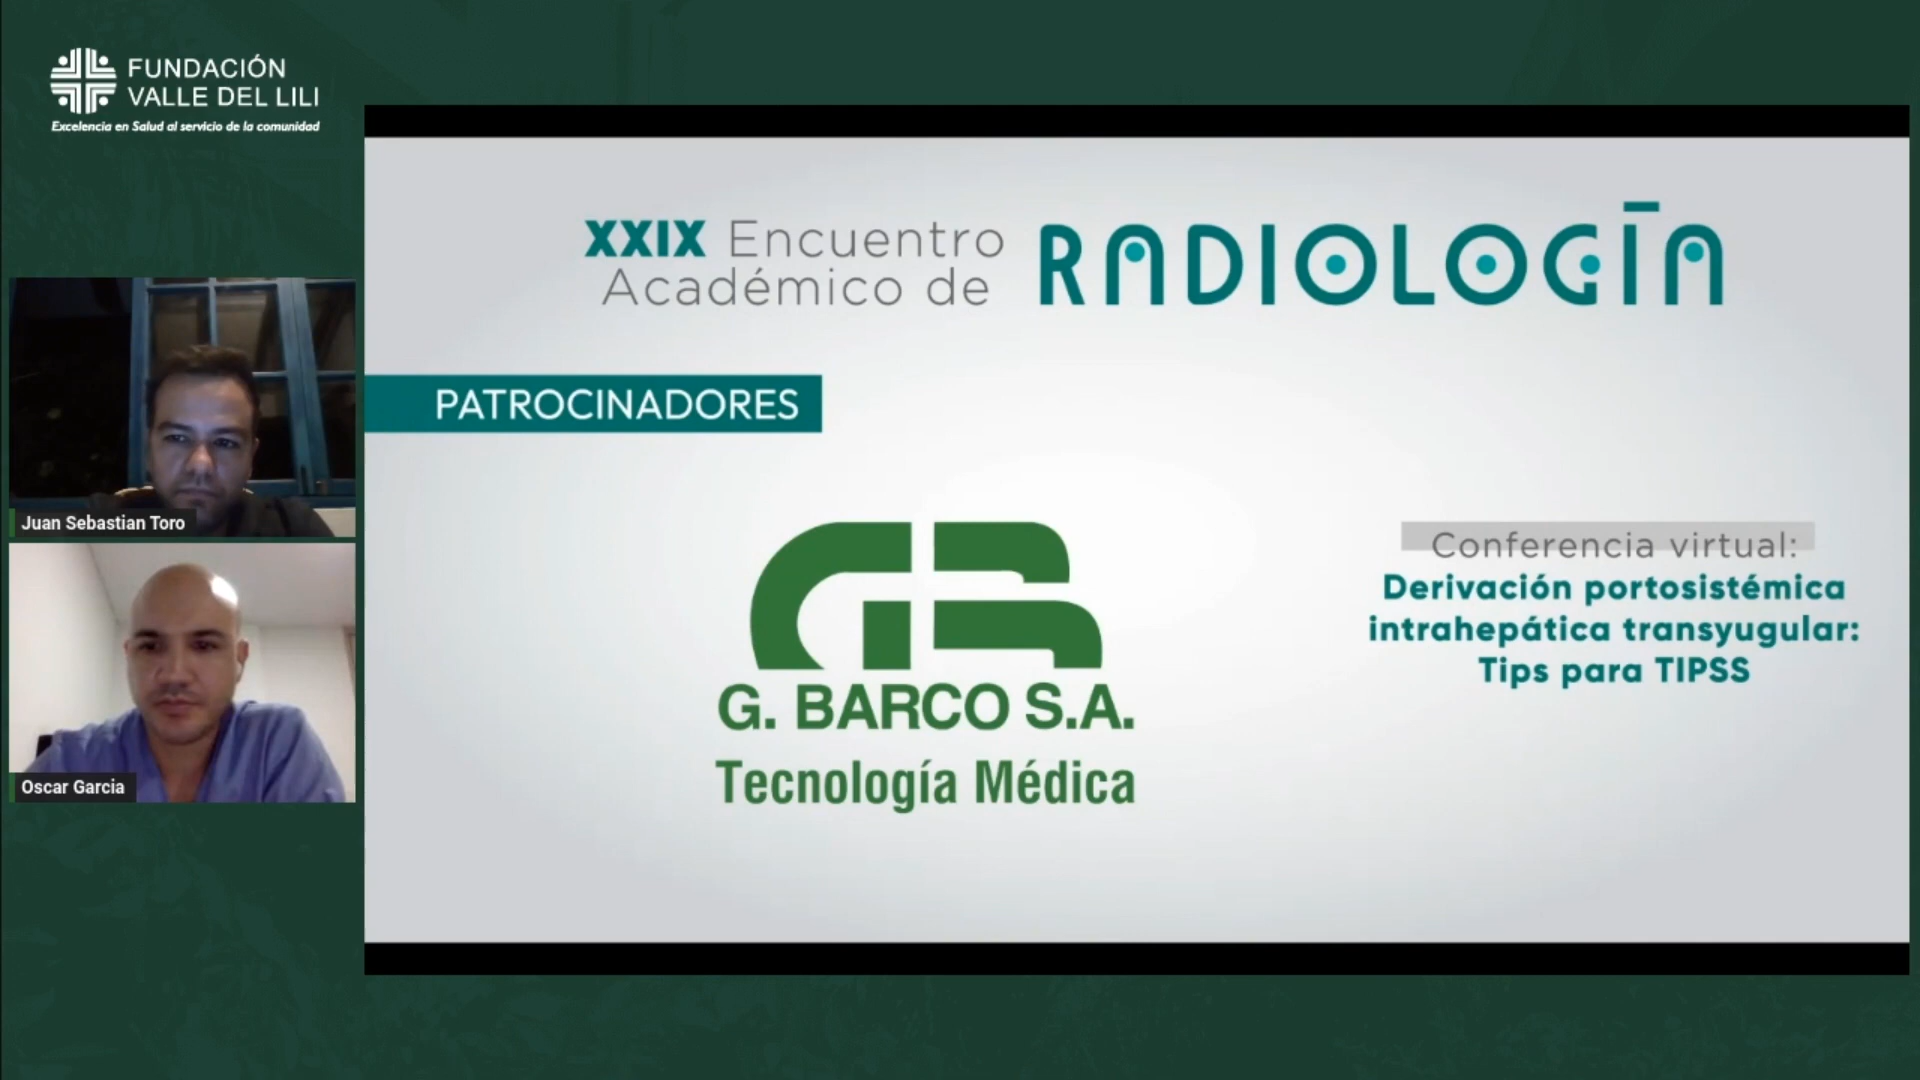 FUNDACIÓN
VALLE DEL LILI
Excelencia en Salud al servicio de la comunidad
XXIX Encuentro
Académico de
RADIOLOGÍA
PATROCINADORES
Juan Sebastian Toro
Oscar Garcia
GB
G. BARCO S.A.
Tecnología Médica
Conferencia virtual:
Derivación portosistémica
intrahepática transyugular:
Tips para TIPSS